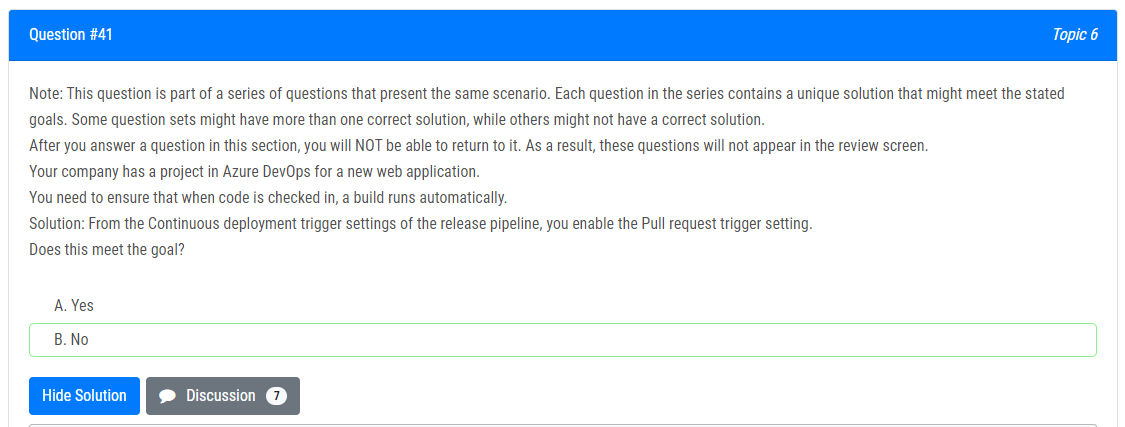 Question #41
Topic 6
Note: This question is part of a series of questions that present the same scenario. Each question in the series contains a unique solution that might meet the stated
goals. Some question sets might have more than one correct solution, while others might not have a correct solution.
After you answer a question in this section, you will NOT be able to return to it. As a result, these questions will not appear in the review screen.
Your company has a project in Azure DevOps for a new web application.
You need to ensure that when code is checked in, a build runs automatically.
Solution: From the Continuous deployment trigger settings of the release pipeline, you enable the Pull request trigger setting.
Does this meet the goal?
A. Yes
B. No
Hide Solution
Discussion 7